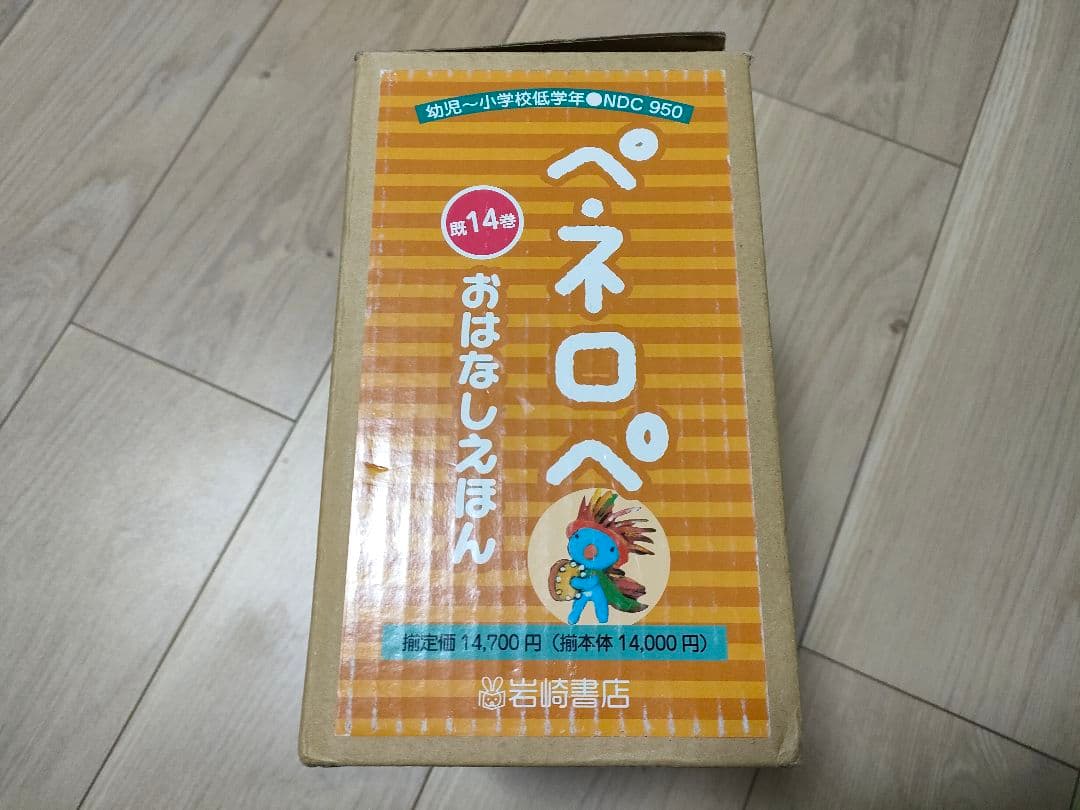 幼児～小学校低学年●NDC 950
ペネロペ
既14巻
おはなしえほん
揃定価 14,700 円（揃本体 14,000 円）
岩崎書店